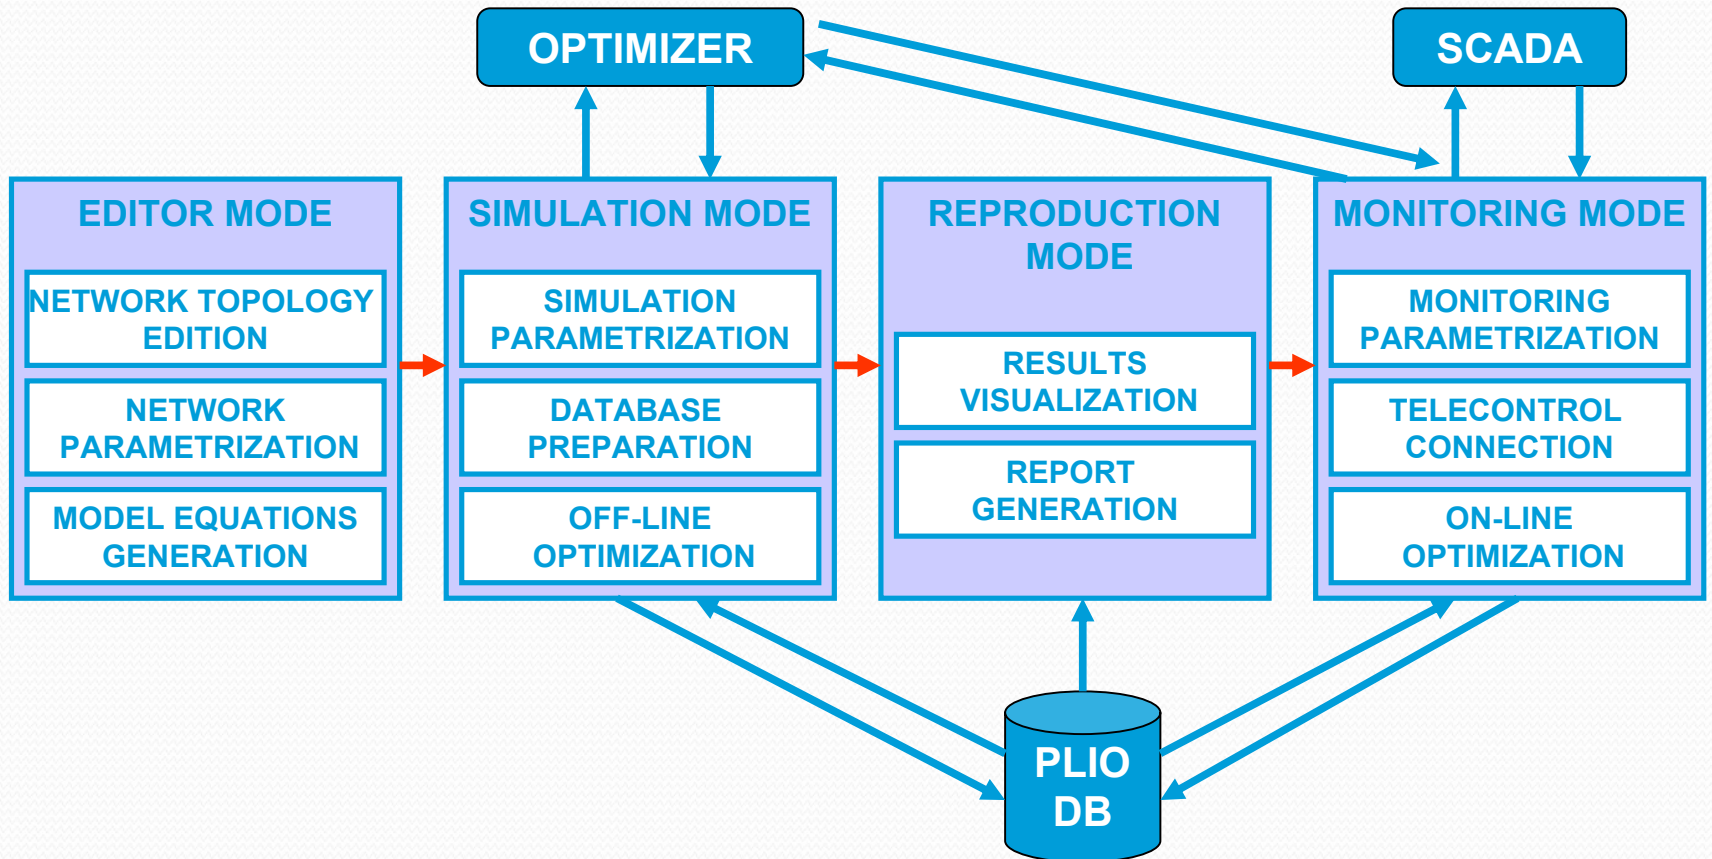 OPTIMIZER
SCADA
EDITOR MODE
NETWORK TOPOLOGY
EDITION
NETWORK
PARAMETRIZATION
MODEL EQUATIONS
GENERATION
SIMULATION MODE
SIMULATION
PARAMETRIZATION
DATABASE
PREPARATION
OFF-LINE
OPTIMIZATION
REPRODUCTION
MODE
RESULTS
VISUALIZATION
REPORT
GENERATION
MONITORING MODE
MONITORING
PARAMETRIZATION
TELECONTROL
CONNECTION
ON-LINE
OPTIMIZATION
PLIO
DB